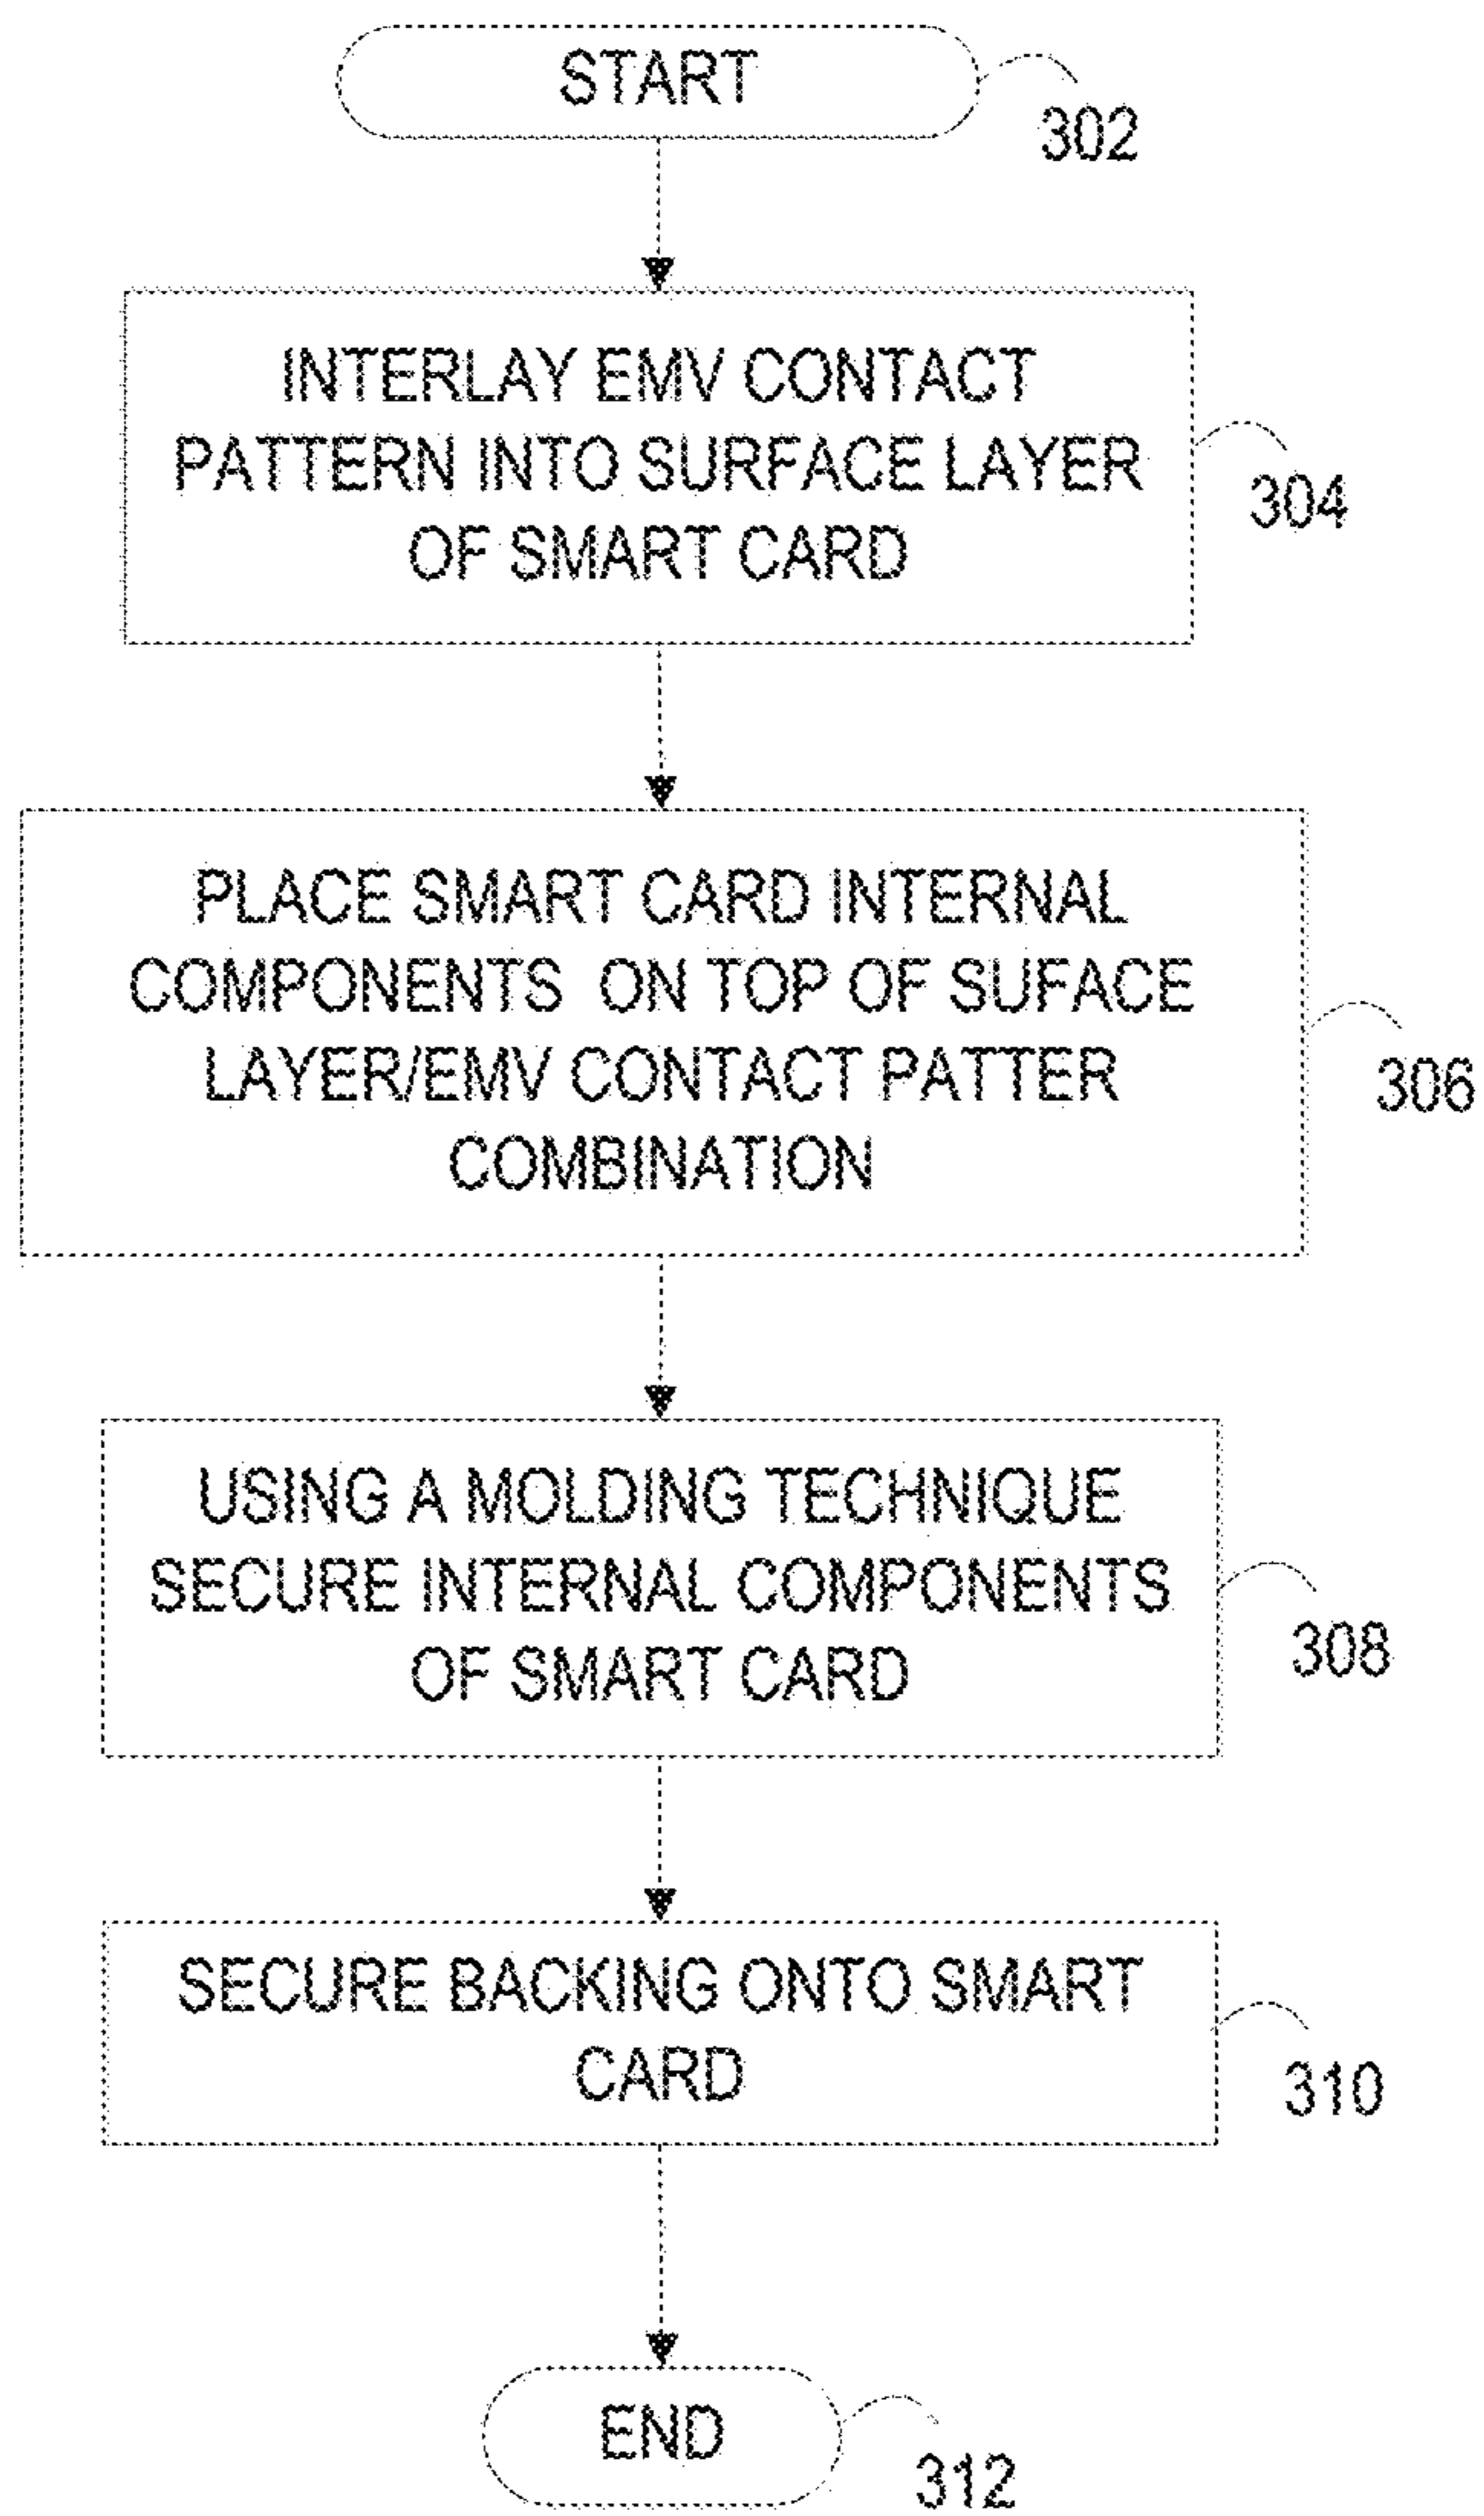 START
302
INTERLAY EMV CONTACT
PATTERN INTO SURFACE LAYER
OF SMART CARD
304
PLACE SMART CARD INTERNAL
COMPONENTS ON TOP OF SUFACE
LAYER/EMV CONTACT PATTER
COMBINATION
306
USING A MOLDING TECHNIQUE
SECURE INTERNAL COMPONENTS
OF SMART CARD
308
SECURE BACKING ONTO SMART
CARD
310
END
312